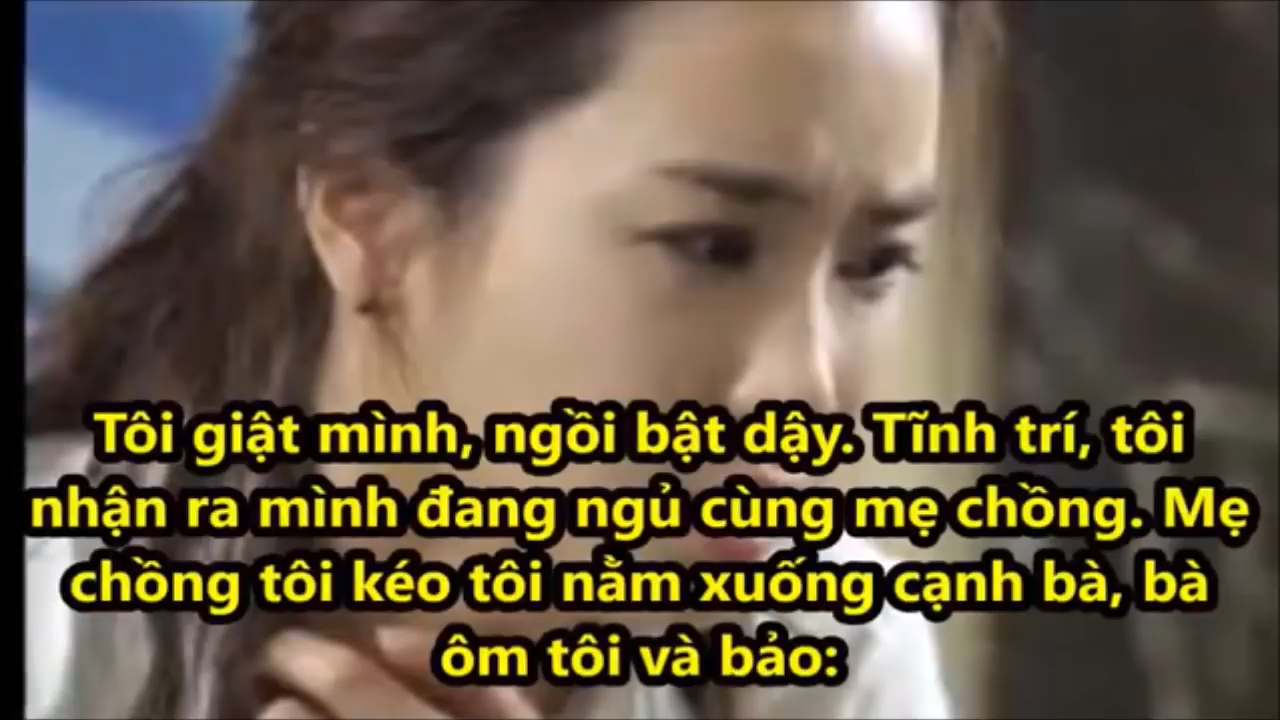 Tôi giật mình, ngồi bật dậy. Tĩnh trí, tôi
nhận ra mình đang ngủ cùng mẹ chồng. Mẹ
chồng tôi kéo tôi nằm xuống cạnh bà, bà
ôm tôi và bảo: